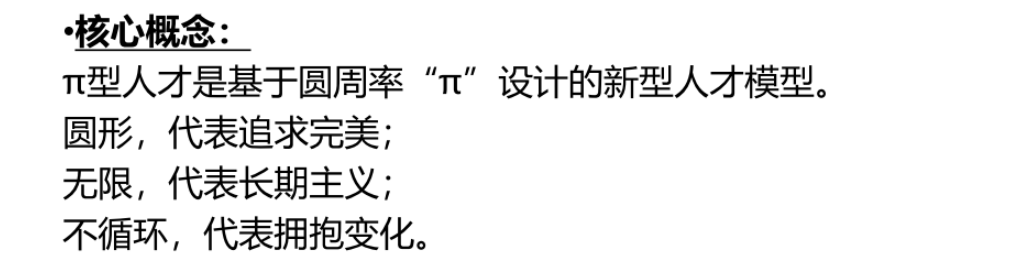 •核心概念：
π型人才是基于圆周率“π”设计的新型人才模型。
圆形，代表追求完美；
无限，代表长期主义；
不循环，代表拥抱变化。